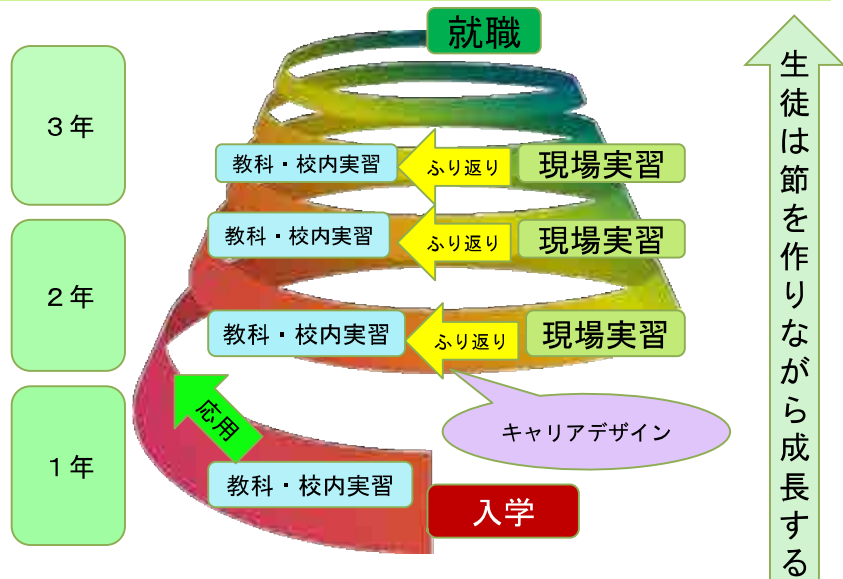 就職
3年
教科・校内実習
ふり返り
現場実習
教科・校内実習
ふり返り
現場実習
2年
教科・校内実習
ふり返り
現場実習
応用
キャリアデザイン
1年
教科・校内実習
入学
生徒は節を作りながら成長する